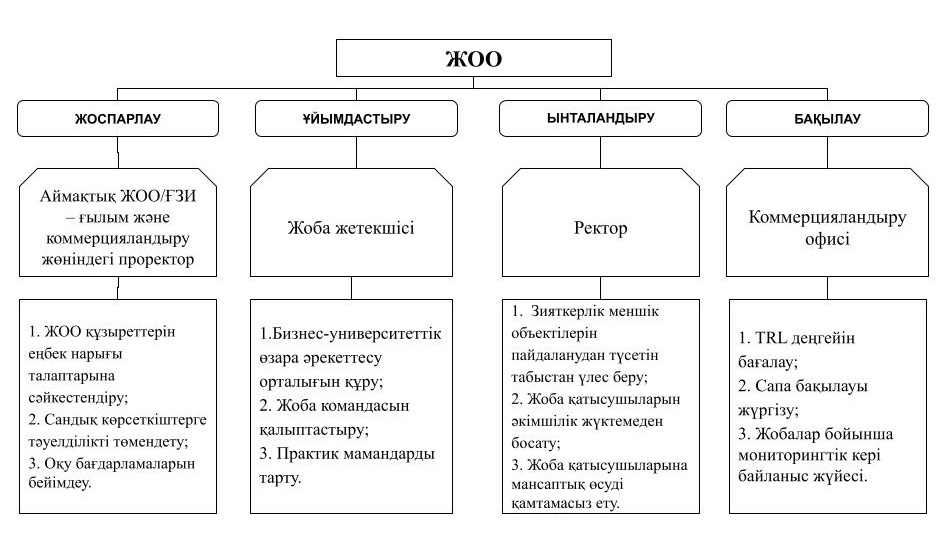 ЖОО
ЖОСПАРЛАУ
ҰЙЫМДАСТЫРУ
ЫНТАЛАНДЫРУ
БАҚЫЛАУ
Аймақтық ЖОО/ҒЗИ
– ғылым және
коммерцияландыру
жөніндегі проректор
Жоба жетекшісі
Ректор
Коммерцияландыру
офисі
1. ЖОО құзыреттерін
еңбек нарығы
талаптарына
сәйкестендіру;
2. Сандық көрсеткіштерге
тәуелділікті төмендету;
3. Оқу бағдарламаларын
бейімдеу.
1.Бизнес-университеттік
өзара әрекеттесу
орталығын құру;
2. Жоба командасын
қалыптастыру;
3. Практик мамандарды
тарту.
1. Зияткерлік меншік
объектілерін
пайдаланудан түсетін
табыстан үлес беру;
2. Жоба қатысушыларын
әкімшілік жүктемеден
босату;
3. Жоба қатысушыларына
мансаптық өсуді
қамтамасыз ету.
1. TRL деңгейін
бағалау;
2. Сапа бақылауы
жүргізу;
3. Жобалар бойынша
мониторингтік кері
байланыс жүйесі.